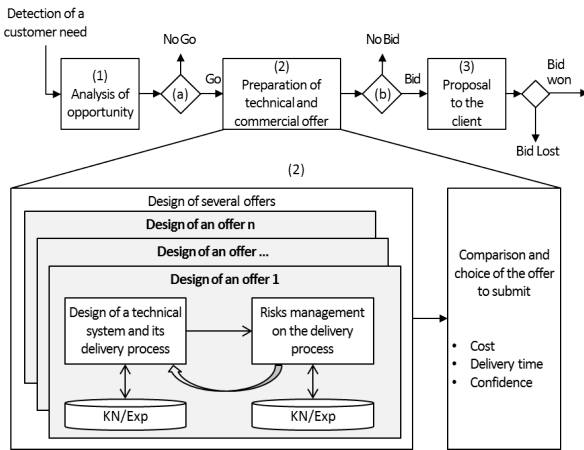 Detection of a
customer need
(1)
Analysis of
opportunity
No Go
(a)
Go
(2)
Preparation of
technical and
commercial offer
No Bid
(b)
Bid
(3)
Proposal
to the
client
Bid
won
Bid Lost
(2)
Design of several offers
Design of an offer n
Design of an offer ...
Design of an offer 1
Design of a technical
system and its
delivery process
Risks management
on the delivery
process
KN/Exp
KN/Exp
Comparison and
choice of the offer
to submit
• Cost
• Delivery time
• Confidence